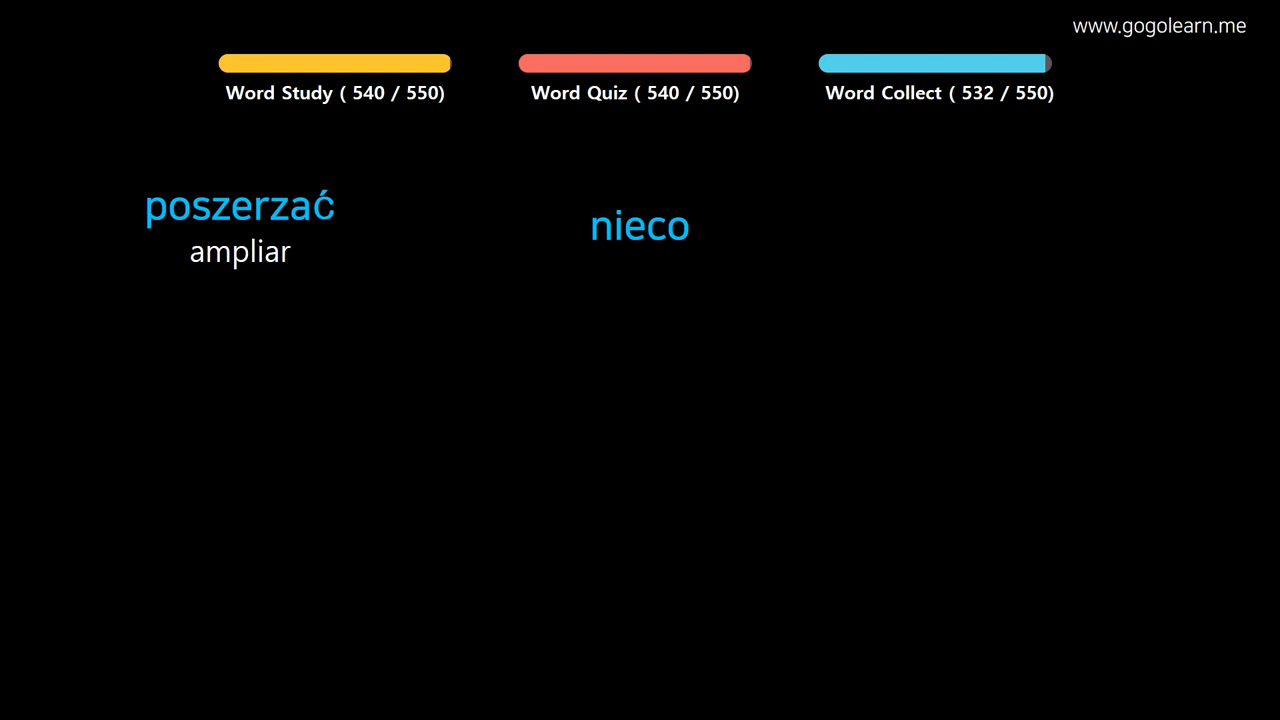 www.gogolearn.me
Word Study ( 540 / 550)
Word Quiz ( 540 / 550)
Word Collect ( 532 / 550)
poszerzać
ampliar
nieco